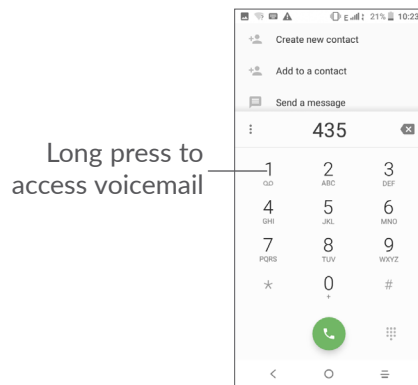 E 21% 10:23
Create new contact
Add to a contact
Send a message
435
Long press to
access voicemail
1 2 3
ABC DEF
4 5 6
GHI JKL MNO
7 8 9
PQRS TUV WXYZ
* 0 #
+